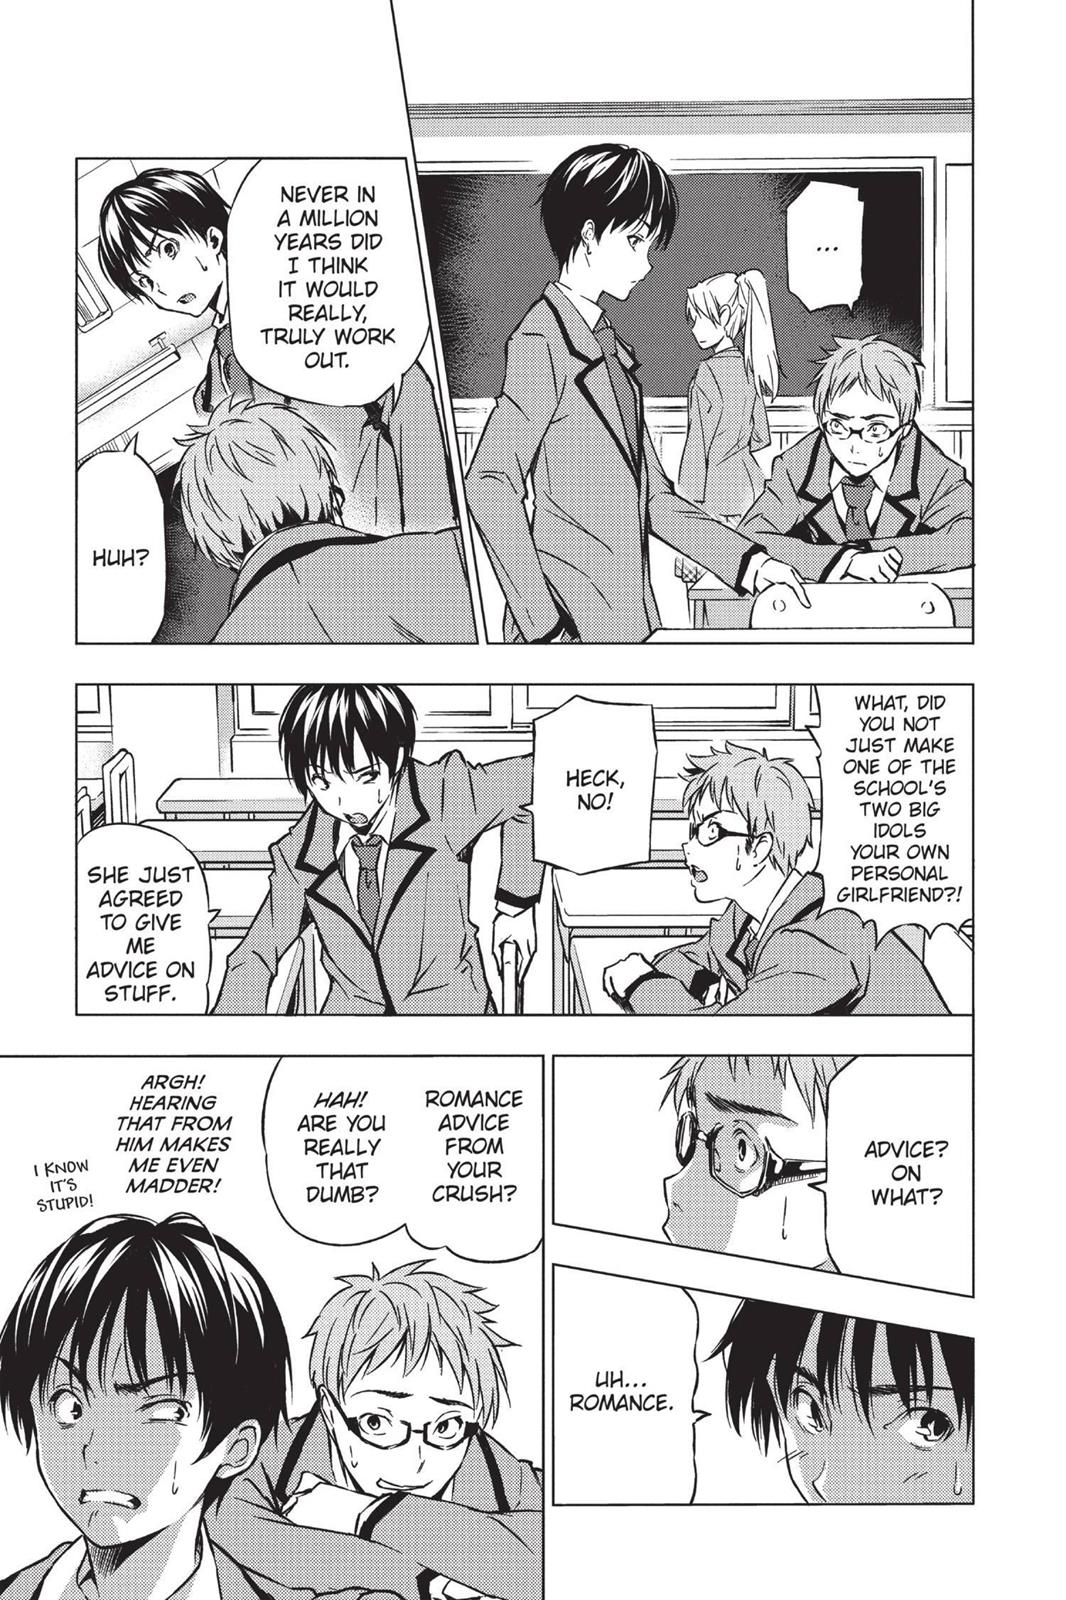 ...
NEVER IN
A MILLION
YEARS DID
I THINK
IT WOULD
REALLY,
TRULY WORK
OUT.
HUH?
WHAT, DID
YOU NOT
JUST MAKE
ONE OF THE
SCHOOL'S
TWO BIG
IDOLS
YOUR OWN
PERSONAL
GIRLFRIEND?!
HECK,
NO!
SHE JUST
AGREED
TO GIVE
ME
ADVICE ON
STUFF.
ADVICE?
ON
WHAT?
UH...
ROMANCE.
ROMANCE
ADVICE
FROM
YOUR
CRUSH?
HAH!
ARE YOU
REALLY
THAT
DUMB?
ARGH!
HEARING
THAT FROM
HIM MAKES
ME EVEN
MADDER!
I KNOW
IT'S
STUPID!